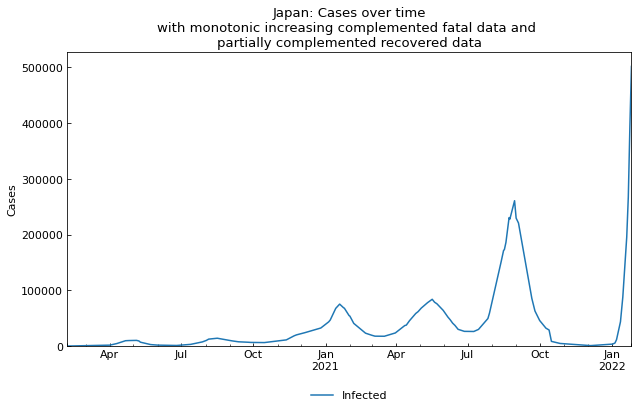 Japan: Cases over time
with monotonic increasing complemented fatal data and
partially complemented recovered data
500000
400000
300000
200000
100000
0
Cases
Apr Jul Oct Jan Apr Jul Oct Jan
2021 2022
Infected